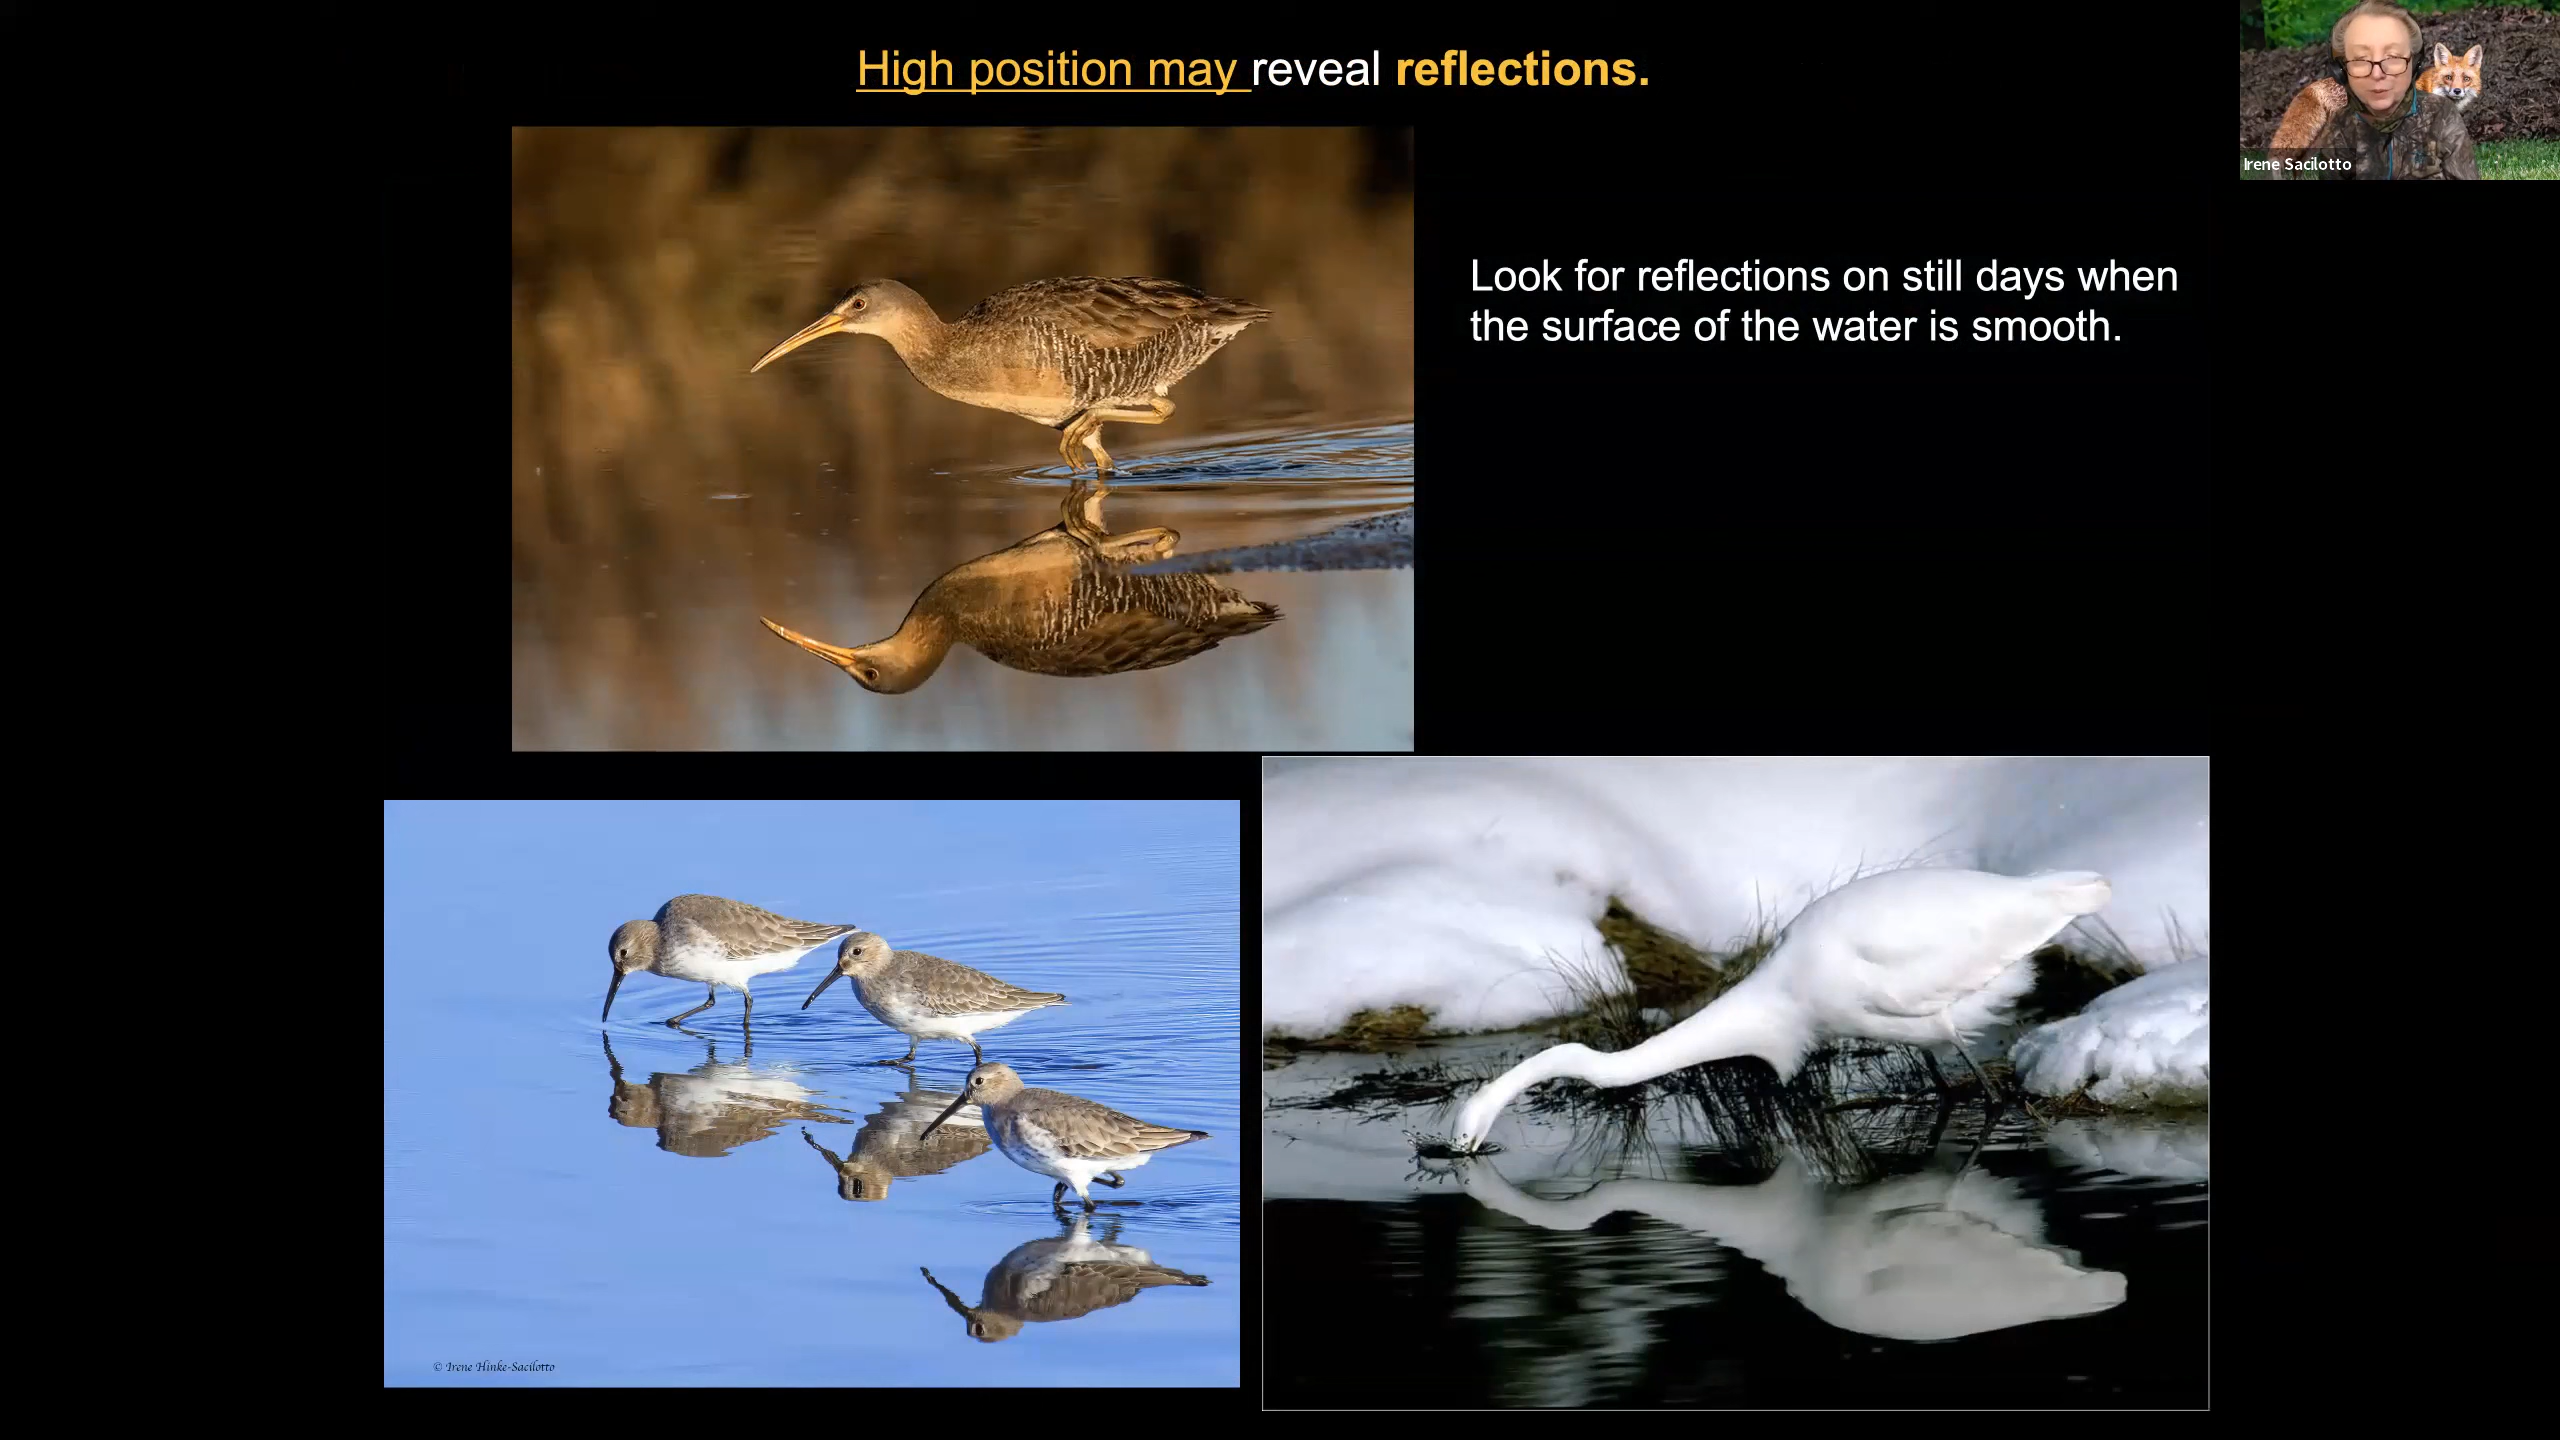 High position may reveal reflections.
Irene Sacilotto
Look for reflections on still days when
the surface of the water is smooth.
© Irene Hinke-Sacilotto